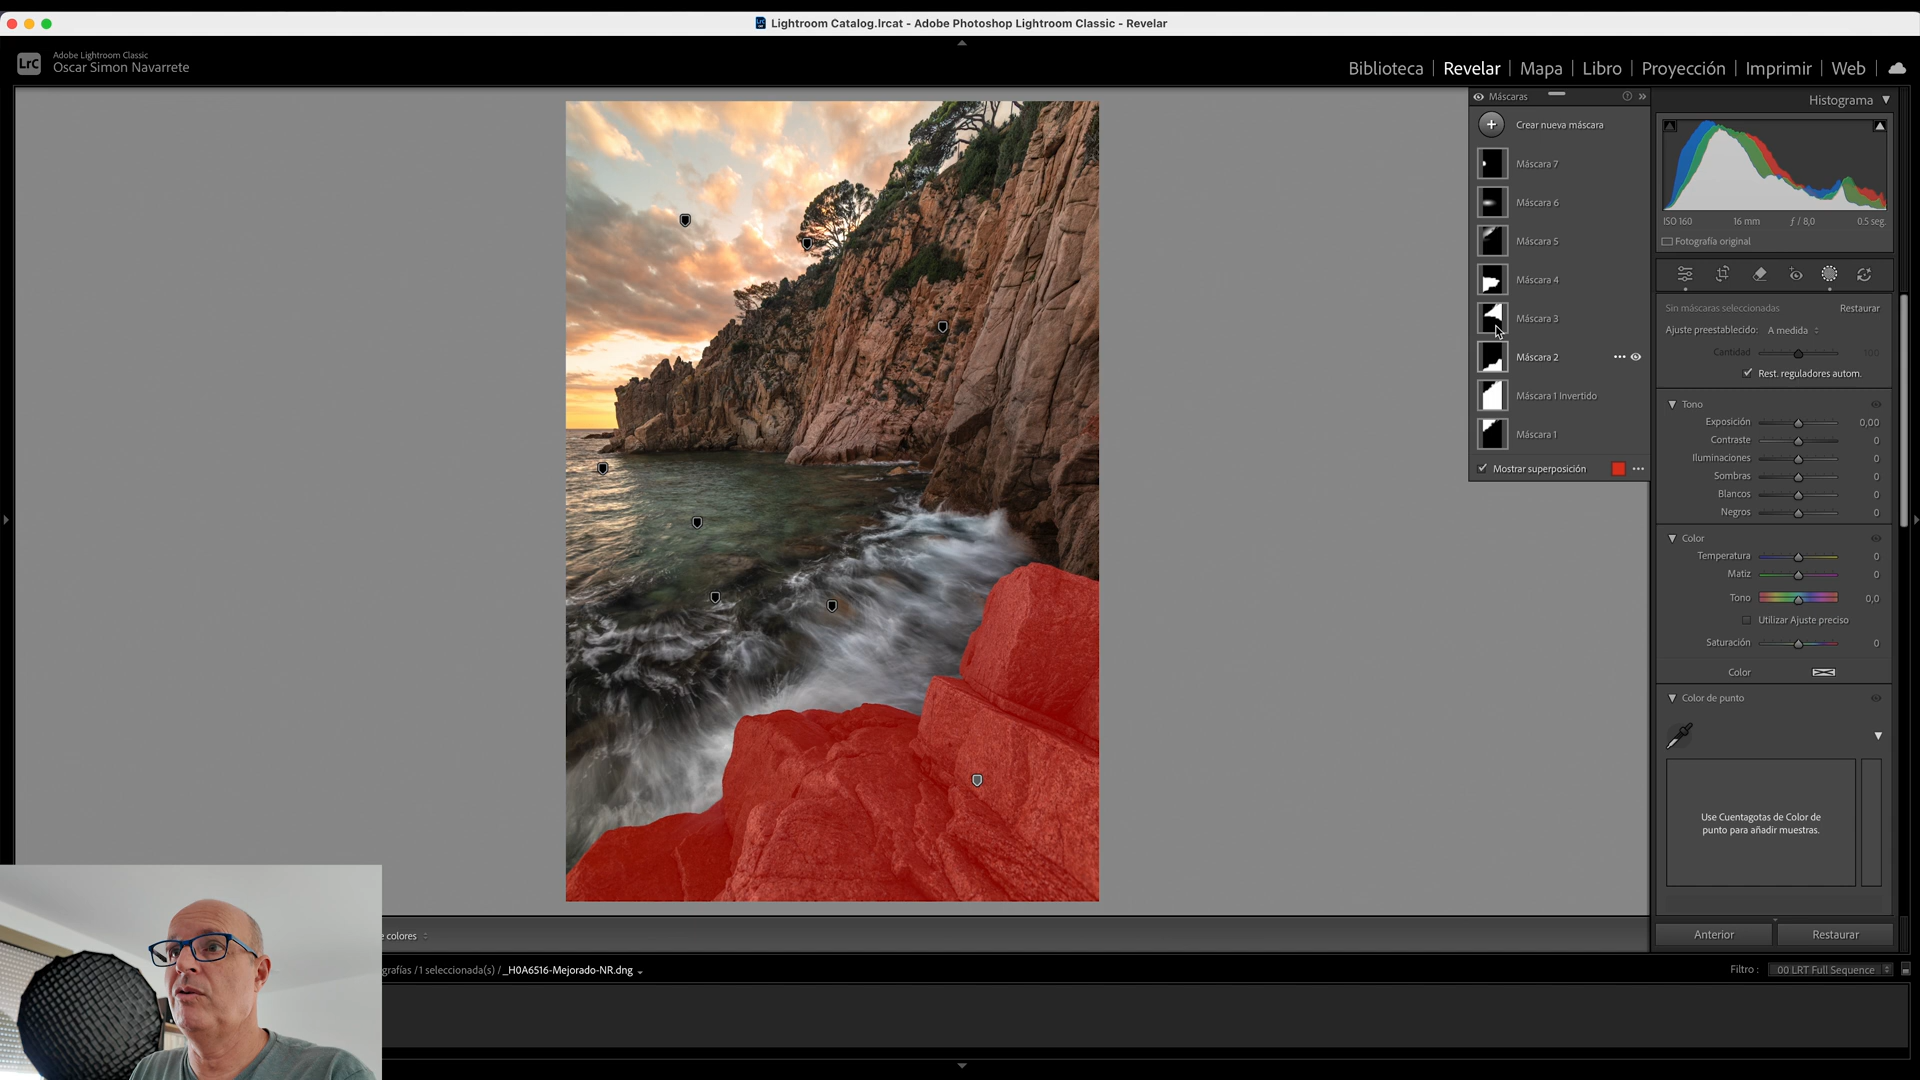 Lightroom Catalog.lrcat - Adobe Photoshop Lightroom Classic - Revelar
LrC
Adobe Lightroom Classic
Oscar Simon Navarrete
Biblioteca | Revelar | Mapa | Libro | Proyección | Imprimir | Web
Máscaras
Crear nueva máscara
Máscara 7
Máscara 6
Máscara 5
Máscara 4
Máscara 3
Máscara 2
Máscara 1 Invertido
Máscara 1
Mostrar superposición
Histograma
ISO 160 16 mm ƒ / 8,0 0.5 seg.
Fotografía original
Sin máscaras seleccionadas Restaurar
Ajuste preestablecido: A medida
Cantidad 100
Rest. reguladores autom.
Tono
Exposición 0,00
Contraste 0
Iluminaciones 0
Sombras 0
Blancos 0
Negros 0
Color
Temperatura 0
Matiz 0
Tono 0,0
Utilizar Ajuste preciso
Saturación 0
Color
Color de punto
Use Cuentagotas de Color de
punto para añadir muestras.
Anterior Restaurar
e colores
grafías / 1 seleccionada(s) / _H0A6516-Mejorado-NR.dng
Filtro : 00 LRT Full Sequence